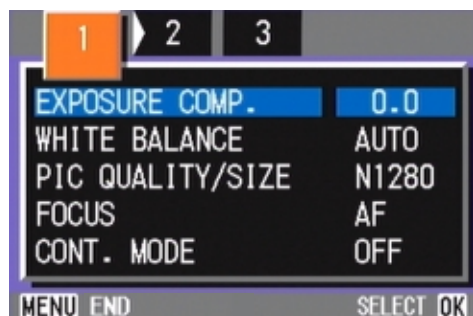 1 2 3
EXPOSURE COMP. 0.0
WHITE BALANCE AUTO
PIC QUALITY/SIZE N1280
FOCUS AF
CONT. MODE OFF
MENU END SELECT OK